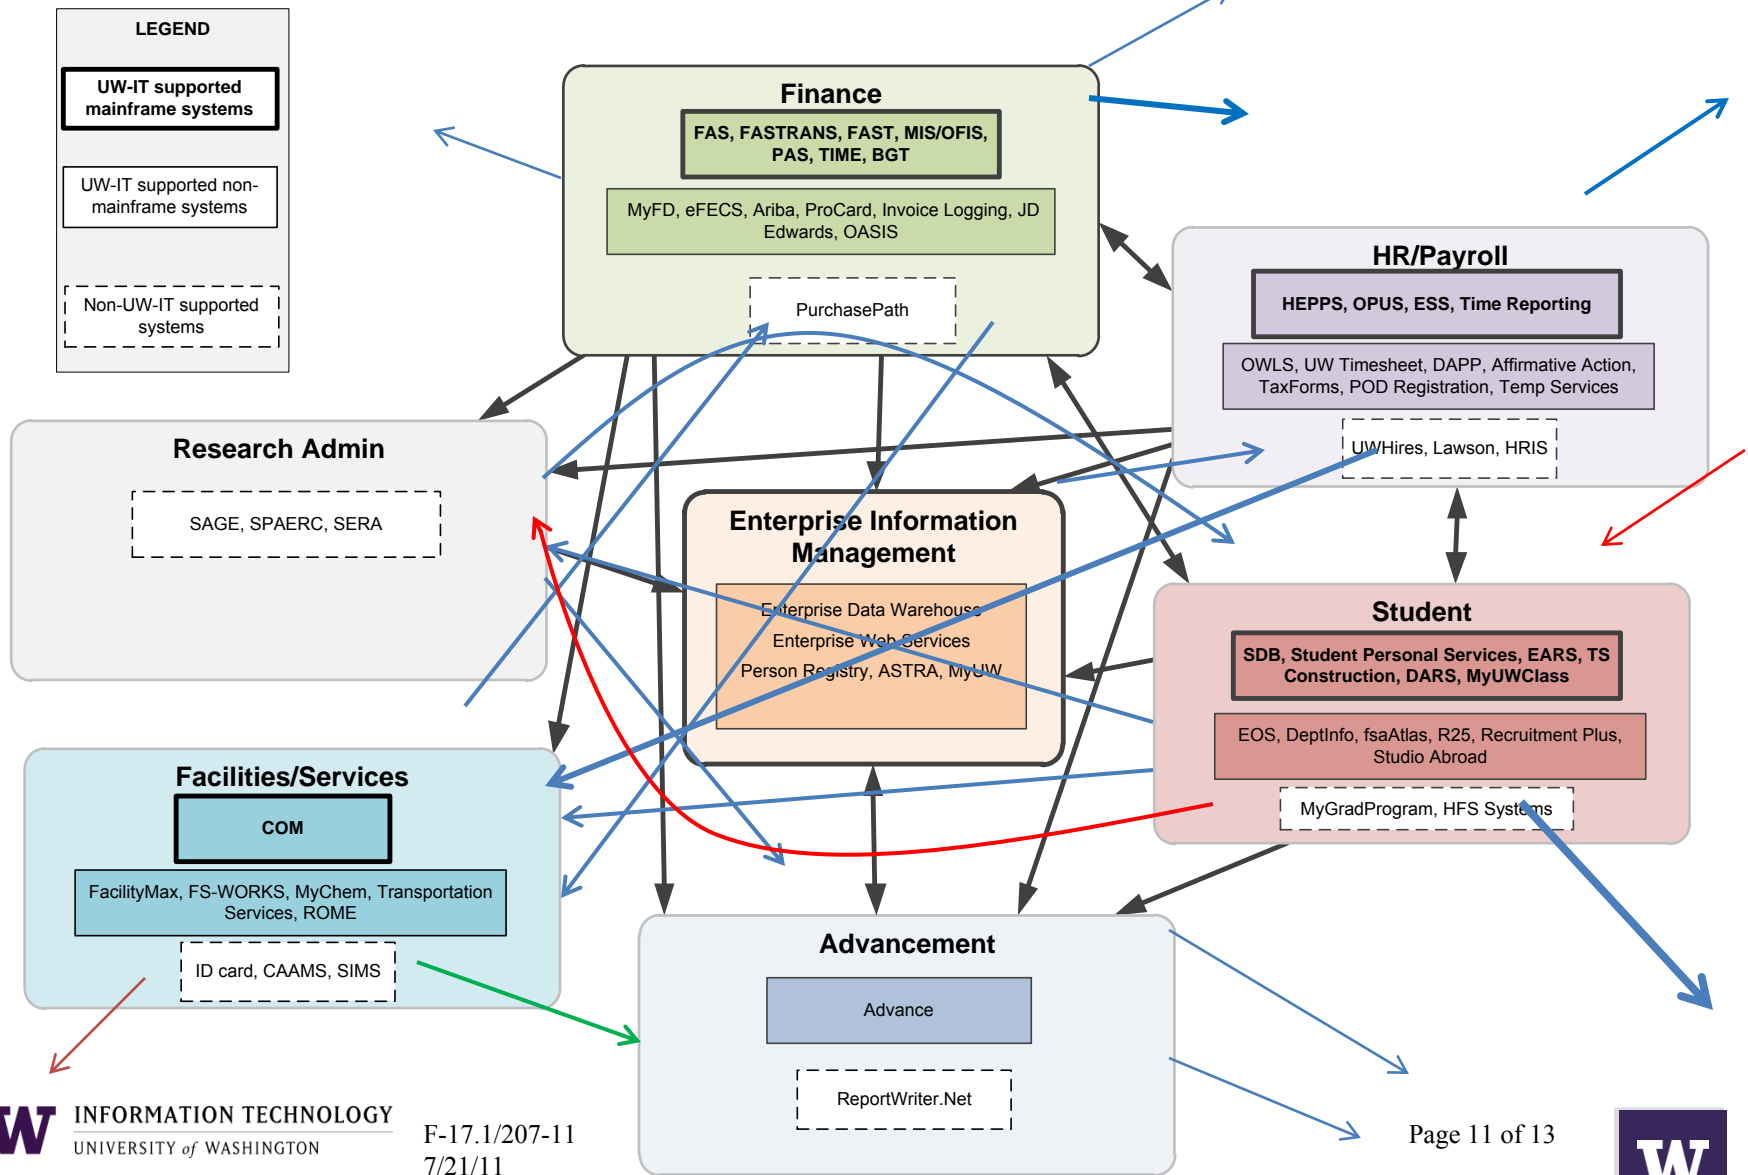 LEGEND
UW-IT supported
mainframe systems
UW-IT supported non-
mainframe systems
Non-UW-IT supported
systems
Finance
FAS, FASTRANS, FAST, MIS/OFIS,
PAS, TIME, BGT
MyFD, eFECS, Ariba, ProCard, Invoice Logging, JD
Edwards, OASIS
PurchasePath
HR/Payroll
HEPPS, OPUS, ESS, Time Reporting
OWLS, UW Timesheet, DAPP, Affirmative Action,
TaxForms, POD Registration, Temp Services
UWHires, Lawson, HRIS
Research Admin
SAGE, SPAERC, SERA
Enterprise Information
Management
Enterprise Data Warehouse
Enterprise Web Services
Person Registry, ASTRA, MyUW
Student
SDB, Student Personal Services, EARS, TS
Construction, DARS, MyUWClass
EOS, DeptInfo, fsaAtlas, R25, Recruitment Plus,
Studio Abroad
MyGradProgram, HFS Systems
Facilities/Services
COM
FacilityMax, FS-WORKS, MyChem, Transportation
Services, ROME
ID card, CAAMS, SIMS
Advancement
Advance
ReportWriter.Net
W
INFORMATION TECHNOLOGY
UNIVERSITY of WASHINGTON
F-17.1/207-11
7/21/11
Page 11 of 13
W